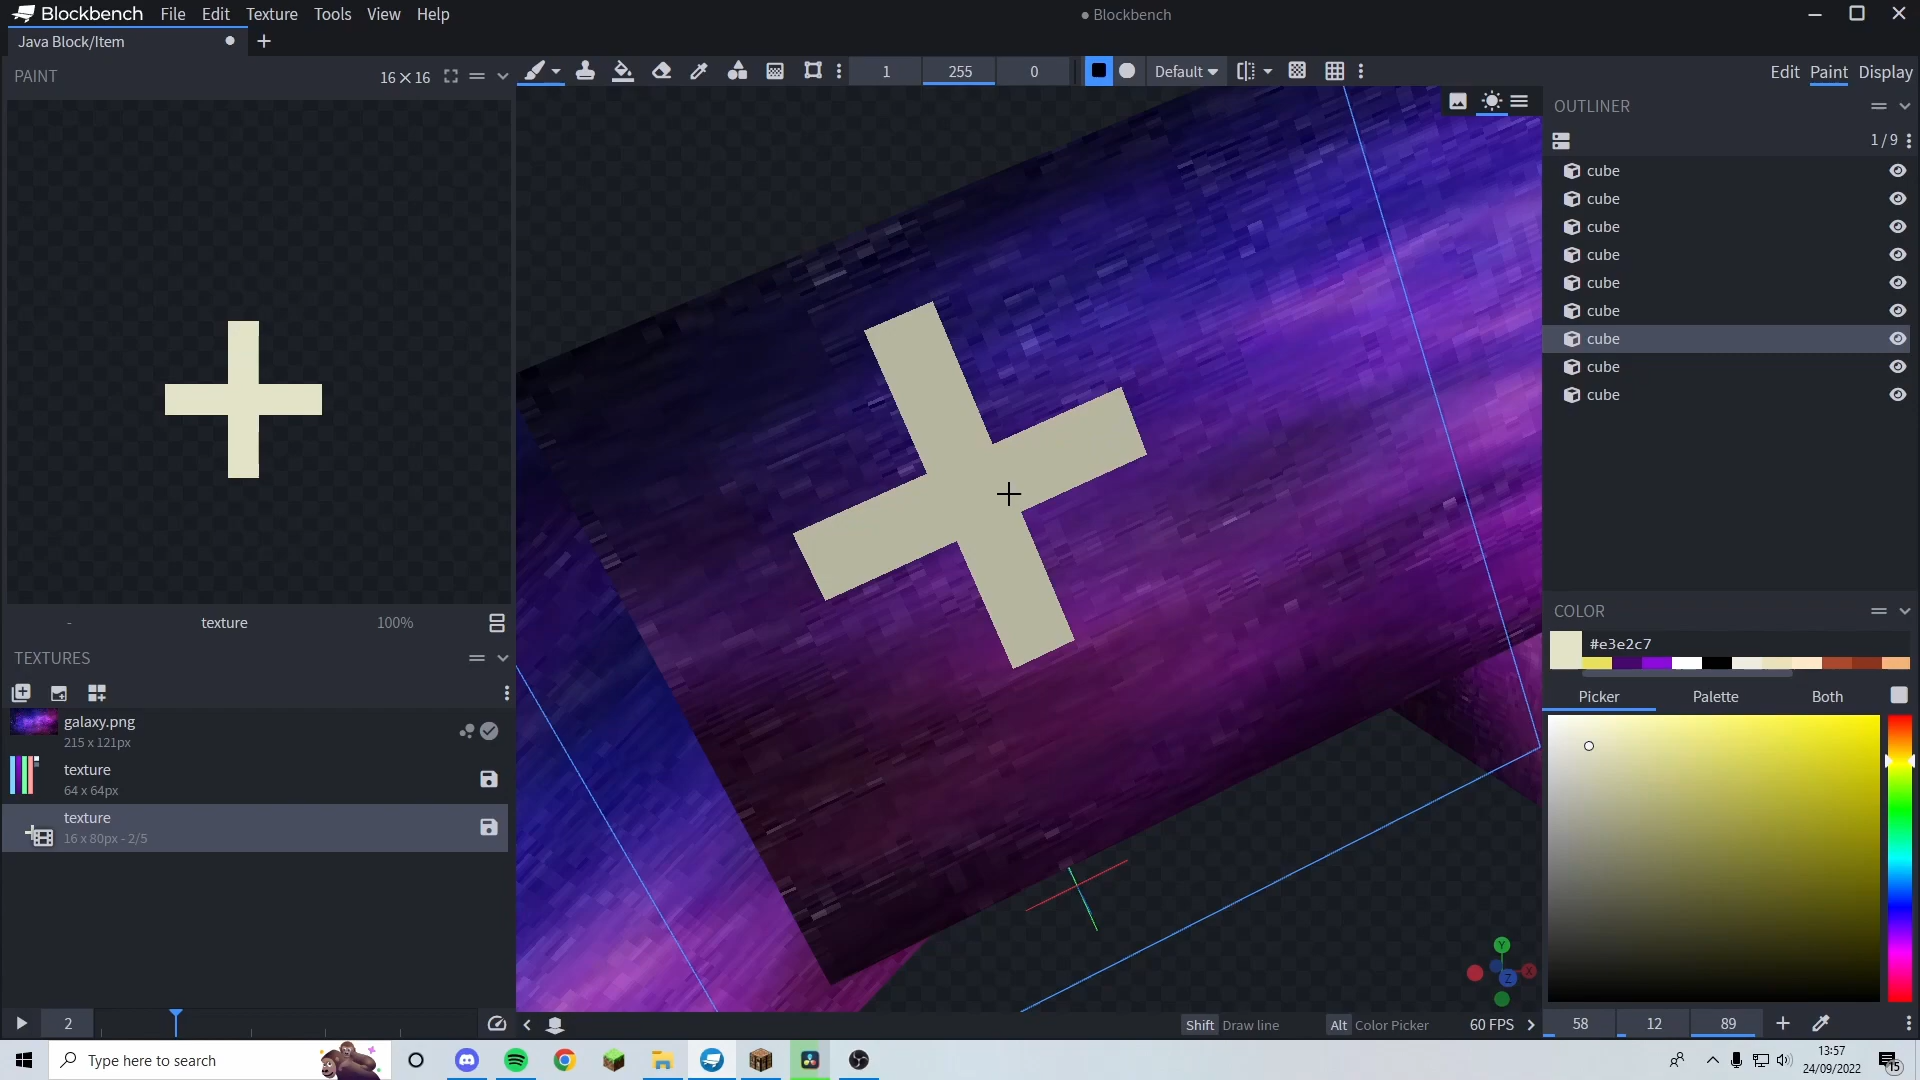 Blockbench File Edit Texture Tools View Help
● Blockbench
Java Block/Item
PAINT 16 × 16
1 255 0 Default
Edit Paint Display
OUTLINER
1 / 9
cube
cube
cube
cube
cube
cube
cube
cube
cube
- texture 100%
TEXTURES
galaxy.png
215 x 121px
texture
64 x 64px
texture
16 x 80px - 2/5
COLOR
#e3e2c7
Picker Palette Both
Y
X
Z
2
Shift Draw line Alt Color Picker 60 FPS
58 12 89
Type here to search
13:57
24/09/2022
15